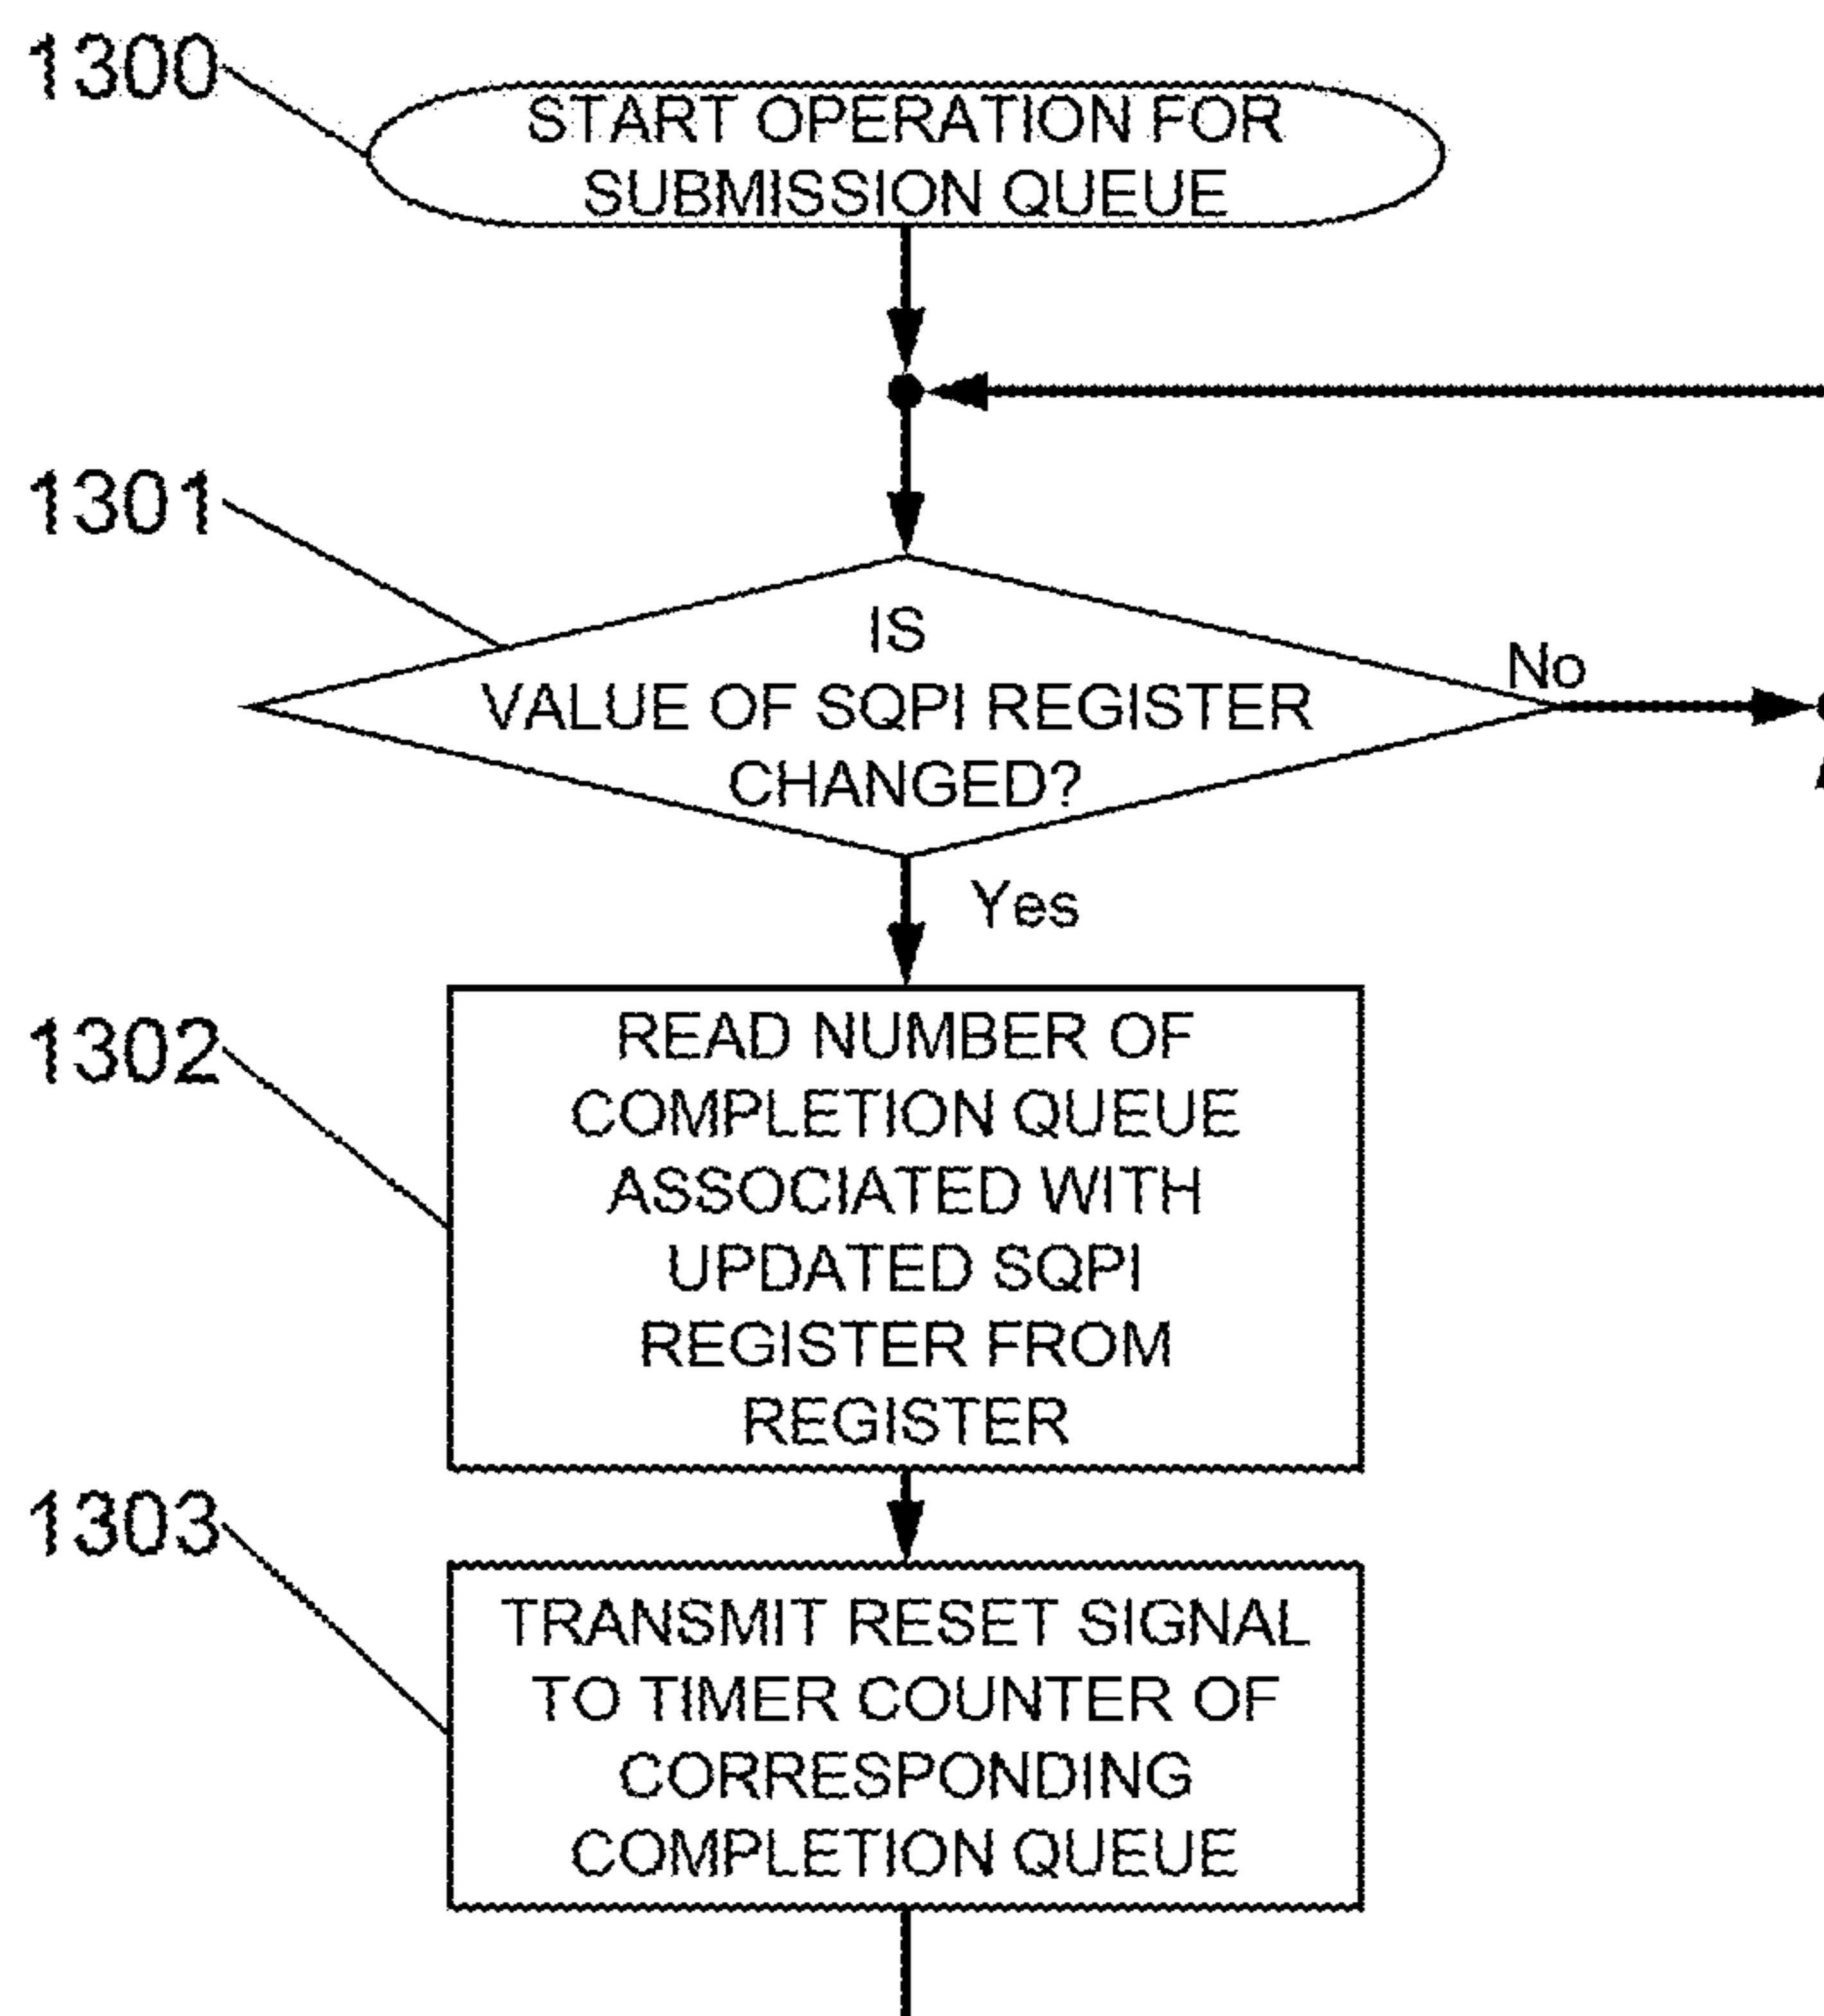 1300
START OPERATION FOR
SUBMISSION QUEUE
1301
IS
VALUE OF SQPI REGISTER
CHANGED?
No
Yes
1302
READ NUMBER OF
COMPLETION QUEUE
ASSOCIATED WITH
UPDATED SQPI
REGISTER FROM
REGISTER
1303
TRANSMIT RESET SIGNAL
TO TIMER COUNTER OF
CORRESPONDING
COMPLETION QUEUE